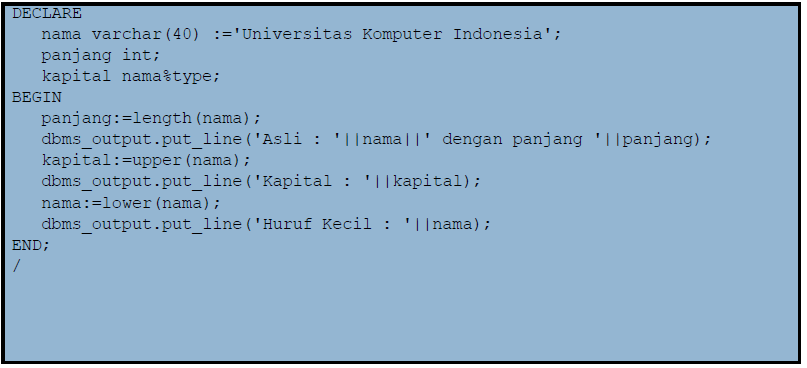 DECLARE
   nama varchar(40) :='Universitas Komputer Indonesia';
   panjang int;
   kapital nama%type;
BEGIN
   panjang:=length(nama);
   dbms_output.put_line('Asli : '||nama||' dengan panjang '||panjang);
   kapital:=upper(nama);
   dbms_output.put_line('Kapital : '||kapital);
   nama:=lower(nama);
   dbms_output.put_line('Huruf Kecil : '||nama);
END;
/